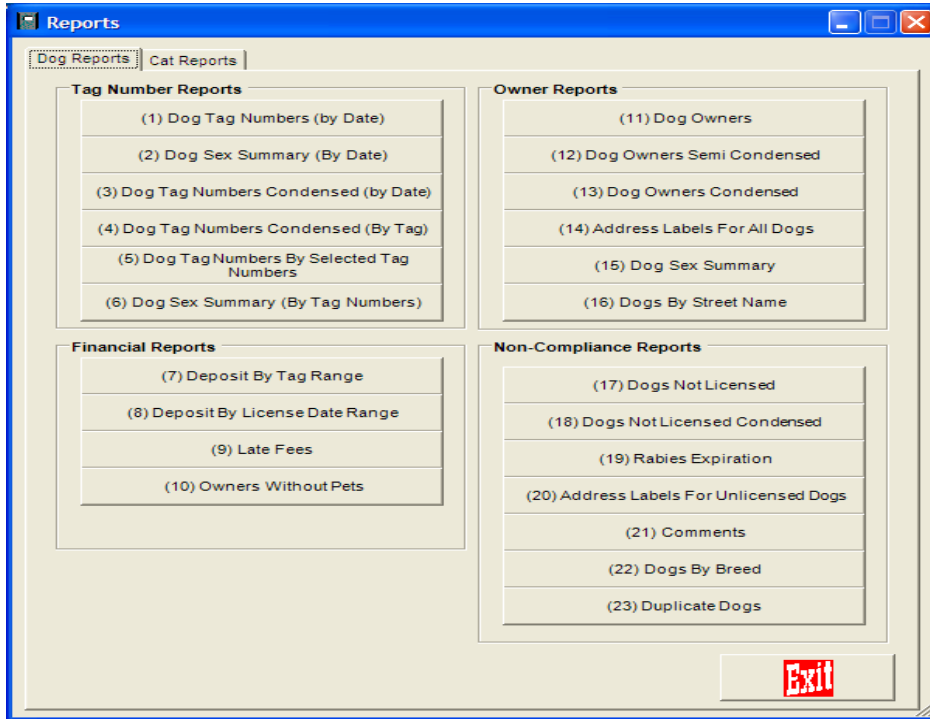 Reports
Dog Reports
Cat Reports
Tag Number Reports
(1) Dog Tag Numbers (by Date)
(2) Dog Sex Summary (By Date)
(3) Dog Tag Numbers Condensed (by Date)
(4) Dog Tag Numbers Condensed (By Tag)
(5) Dog Tag Numbers By Selected Tag
Numbers
(6) Dog Sex Summary (By Tag Numbers)
Financial Reports
(7) Deposit By Tag Range
(8) Deposit By License Date Range
(9) Late Fees
(10) Owners Without Pets
Owner Reports
(11) Dog Owners
(12) Dog Owners Semi Condensed
(13) Dog Owners Condensed
(14) Address Labels For All Dogs
(15) Dog Sex Summary
(16) Dogs By Street Name
Non-Compliance Reports
(17) Dogs Not Licensed
(18) Dogs Not Licensed Condensed
(19) Rabies Expiration
(20) Address Labels For Unlicensed Dogs
(21) Comments
(22) Dogs By Breed
(23) Duplicate Dogs
Exit